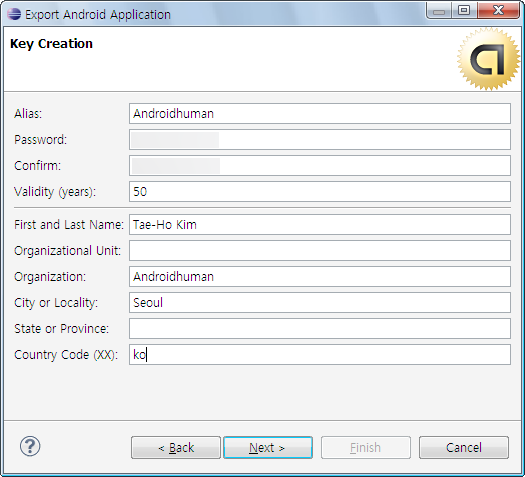 Export Android Application
Key Creation
Alias: Androidhuman
Password:
Confirm:
Validity (years): 50
First and Last Name: Tae-Ho Kim
Organizational Unit:
Organization: Androidhuman
City or Locality: Seoul
State or Province:
Country Code (XX): ko
? < Back Next > Finish Cancel